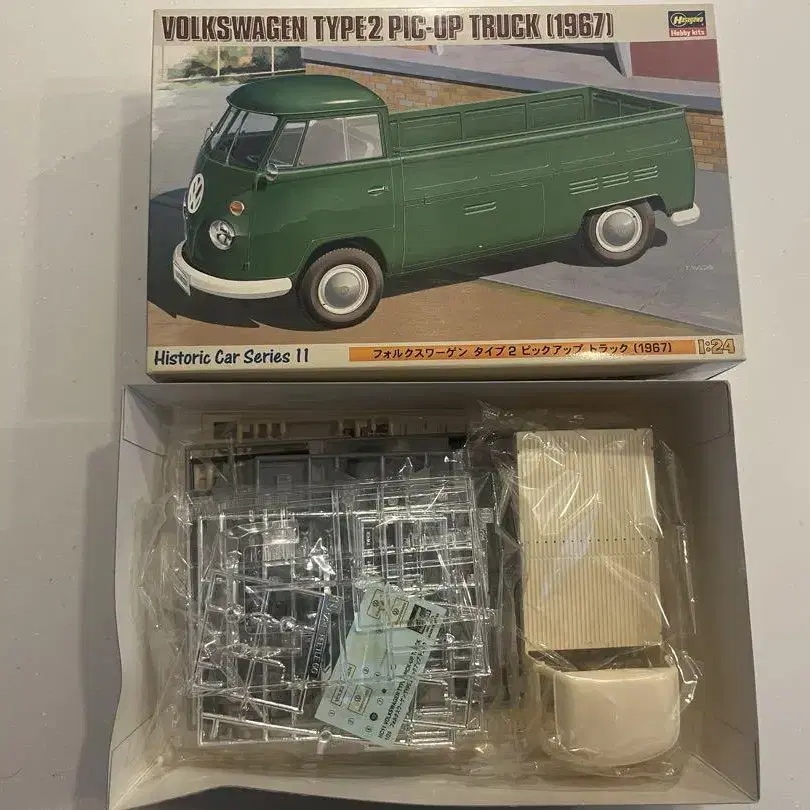 VOLKSWAGEN TYPE2 PIC-UP TRUCK (1967)
Hasegawa
Hobby kits
Historic Car Series 11
フォルクスワーゲン タイプ2 ピックアップ トラック (1967)
1:24